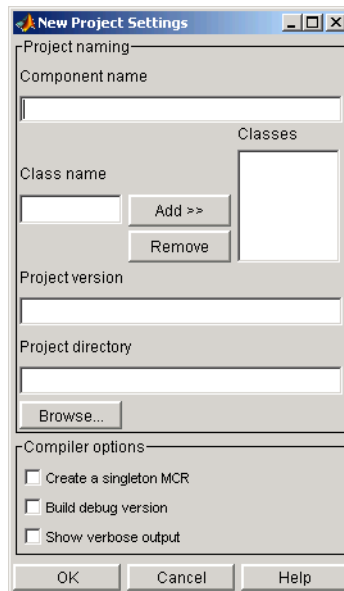 New Project Settings
Project naming
Component name
Classes
Class name
Add >>
Remove
Project version
Project directory
Browse...
Compiler options
Create a singleton MCR
Build debug version
Show verbose output
OK Cancel Help